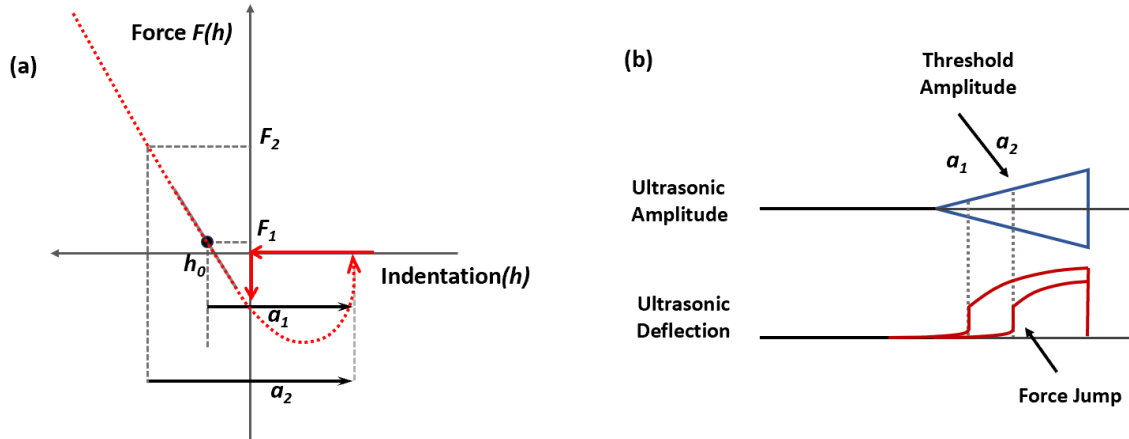 (a)
Force F(h)
F2
F1
h0
Indentation(h)
a1
a2
(b)
Threshold
Amplitude
a1
a2
Ultrasonic
Amplitude
Ultrasonic
Deflection
Force Jump